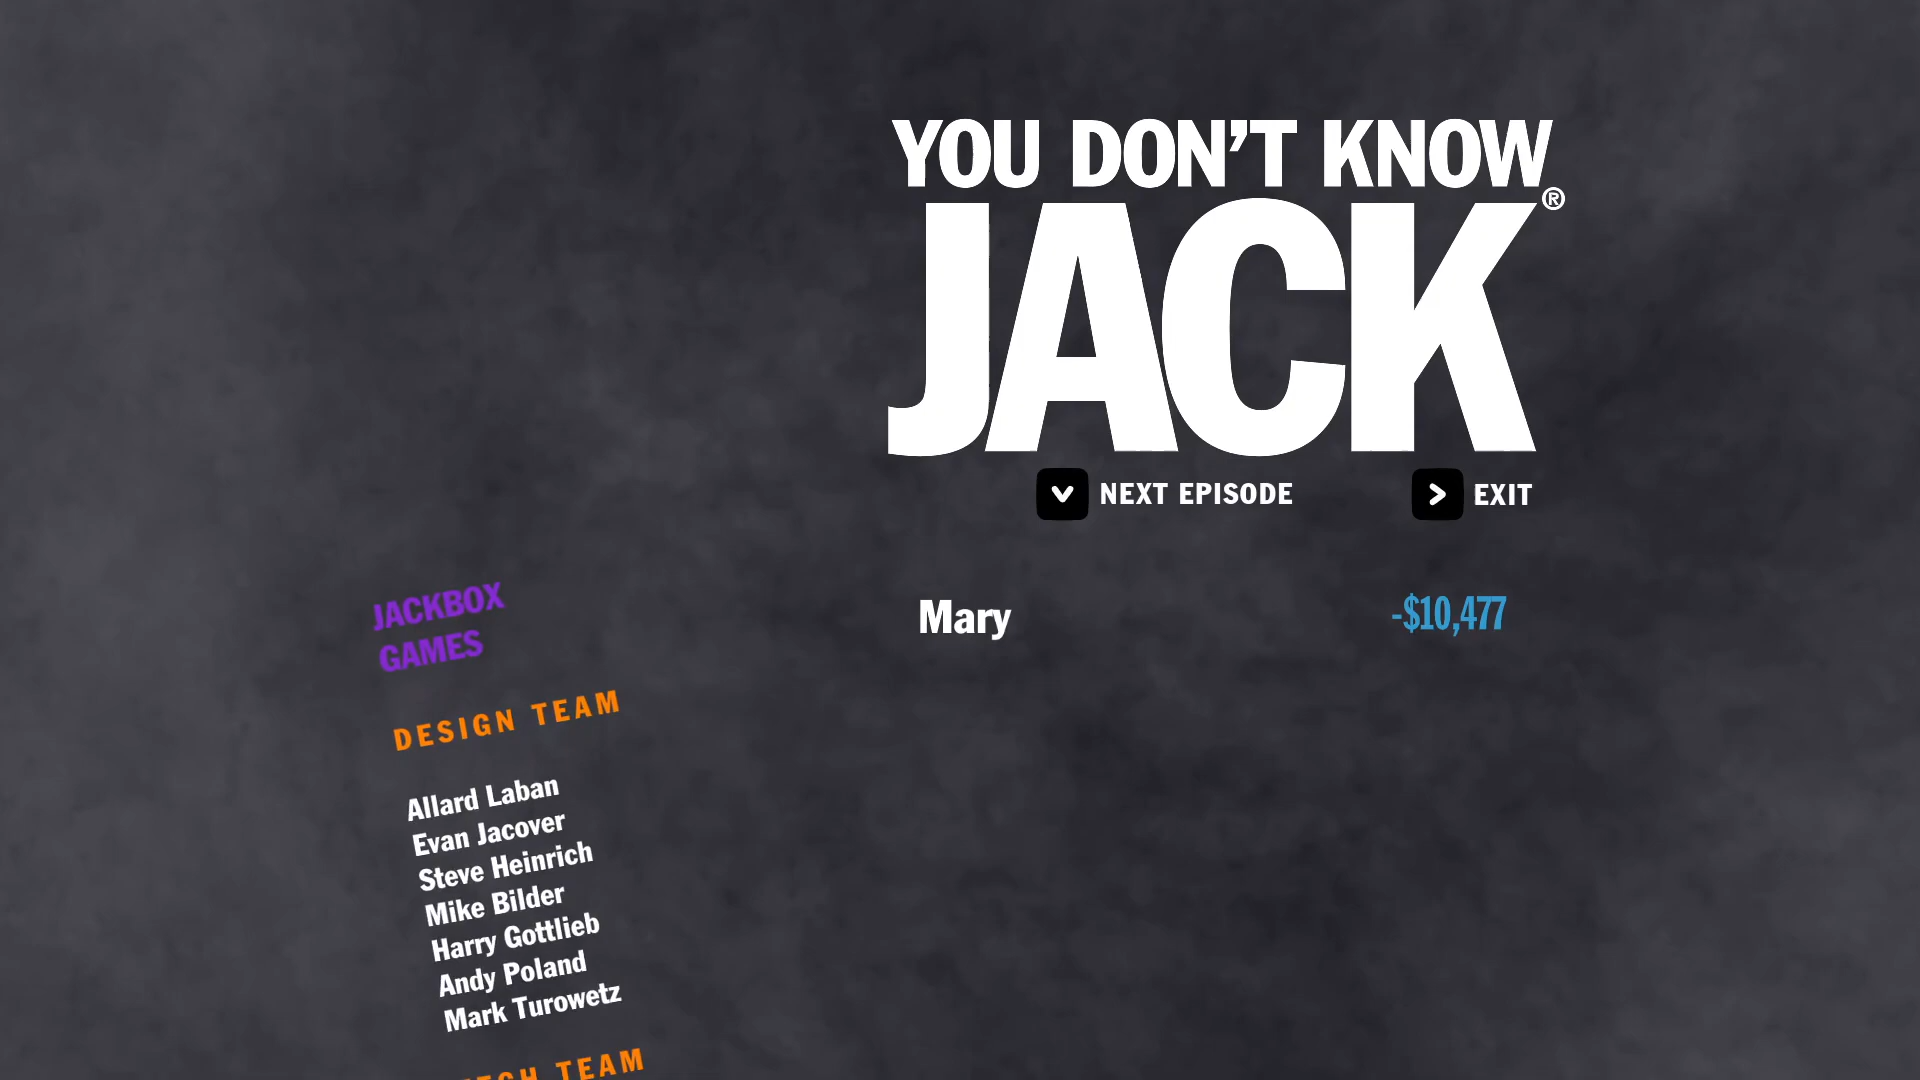 YOU DON'T KNOW
JACK®
NEXT EPISODE
EXIT
Mary
-$10,477
JACKBOX
GAMES
DESIGN TEAM
Allard Laban
Evan Jacover
Steve Heinrich
Mike Bilder
Harry Gottlieb
Andy Poland
Mark Turowetz
TEAM